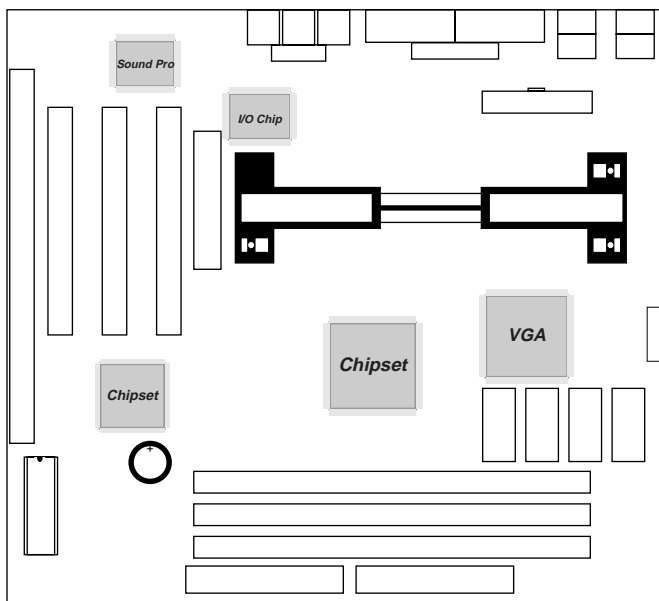 Sound Pro
I/O Chip
VGA
Chipset
Chipset
+